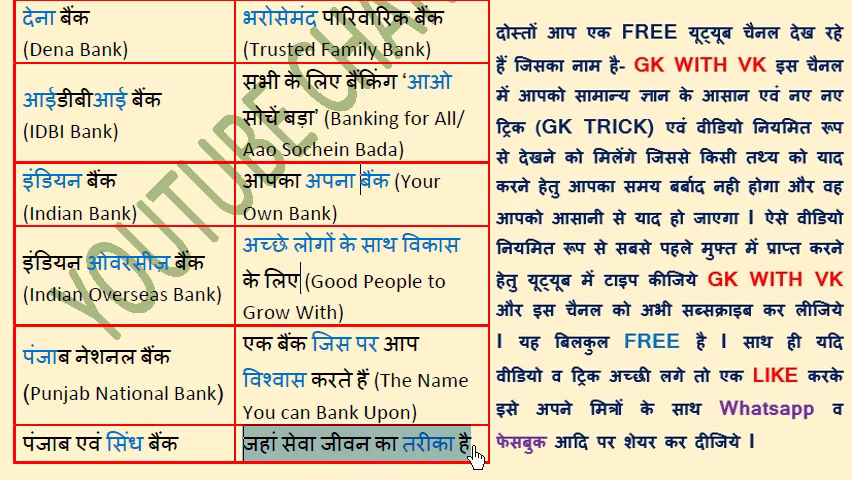 देना बैंक
(Dena Bank)
भरोसेमंद पारिवारिक बैंक
(Trusted Family Bank)
आईडीबीआई बैंक
(IDBI Bank)
सभी के लिए बैंकिंग ‘आओ
सोचें बड़ा’ (Banking for All/
Aao Sochein Bada)
इंडियन बैंक
(Indian Bank)
आपका अपना बैंक (Your
Own Bank)
इंडियन ओवरसीज़ बैंक
(Indian Overseas Bank)
अच्छे लोगों के साथ विकास
के लिए (Good People to
Grow With)
पंजाब नेशनल बैंक
(Punjab National Bank)
एक बैंक जिस पर आप
विश्वास करते हैं (The Name
You can Bank Upon)
पंजाब एवं सिंध बैंक
जहां सेवा जीवन का तरीका है
दोस्तों आप एक FREE यूट्यूब चैनल देख रहे
हैं जिसका नाम है- GK WITH VK इस चैनल
में आपको सामान्य ज्ञान के आसान एवं नए नए
ट्रिक (GK TRICK) एवं वीडियो नियमित रूप
से देखने को मिलेंगे जिससे किसी तथ्य को याद
करने हेतु आपका समय बर्बाद नही होगा और वह
आपको आसानी से याद हो जाएगा । ऐसे वीडियो
नियमित रूप से सबसे पहले मुफ्त में प्राप्त करने
हेतु यूट्यूब में टाइप कीजिये GK WITH VK
और इस चैनल को अभी सब्सक्राइब कर लीजिये
। यह बिलकुल FREE है । साथ ही यदि
वीडियो व ट्रिक अच्छी लगे तो एक LIKE करके
इसे अपने मित्रों के साथ Whatsapp व
फेसबुक आदि पर शेयर कर दीजिये ।
YOUTUBE CHAN